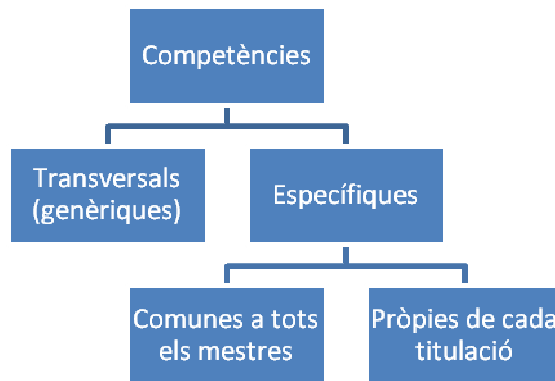 Competències
Transversals
(genèriques)
Específiques
Comunes a tots
els mestres
Pròpies de cada
titulació